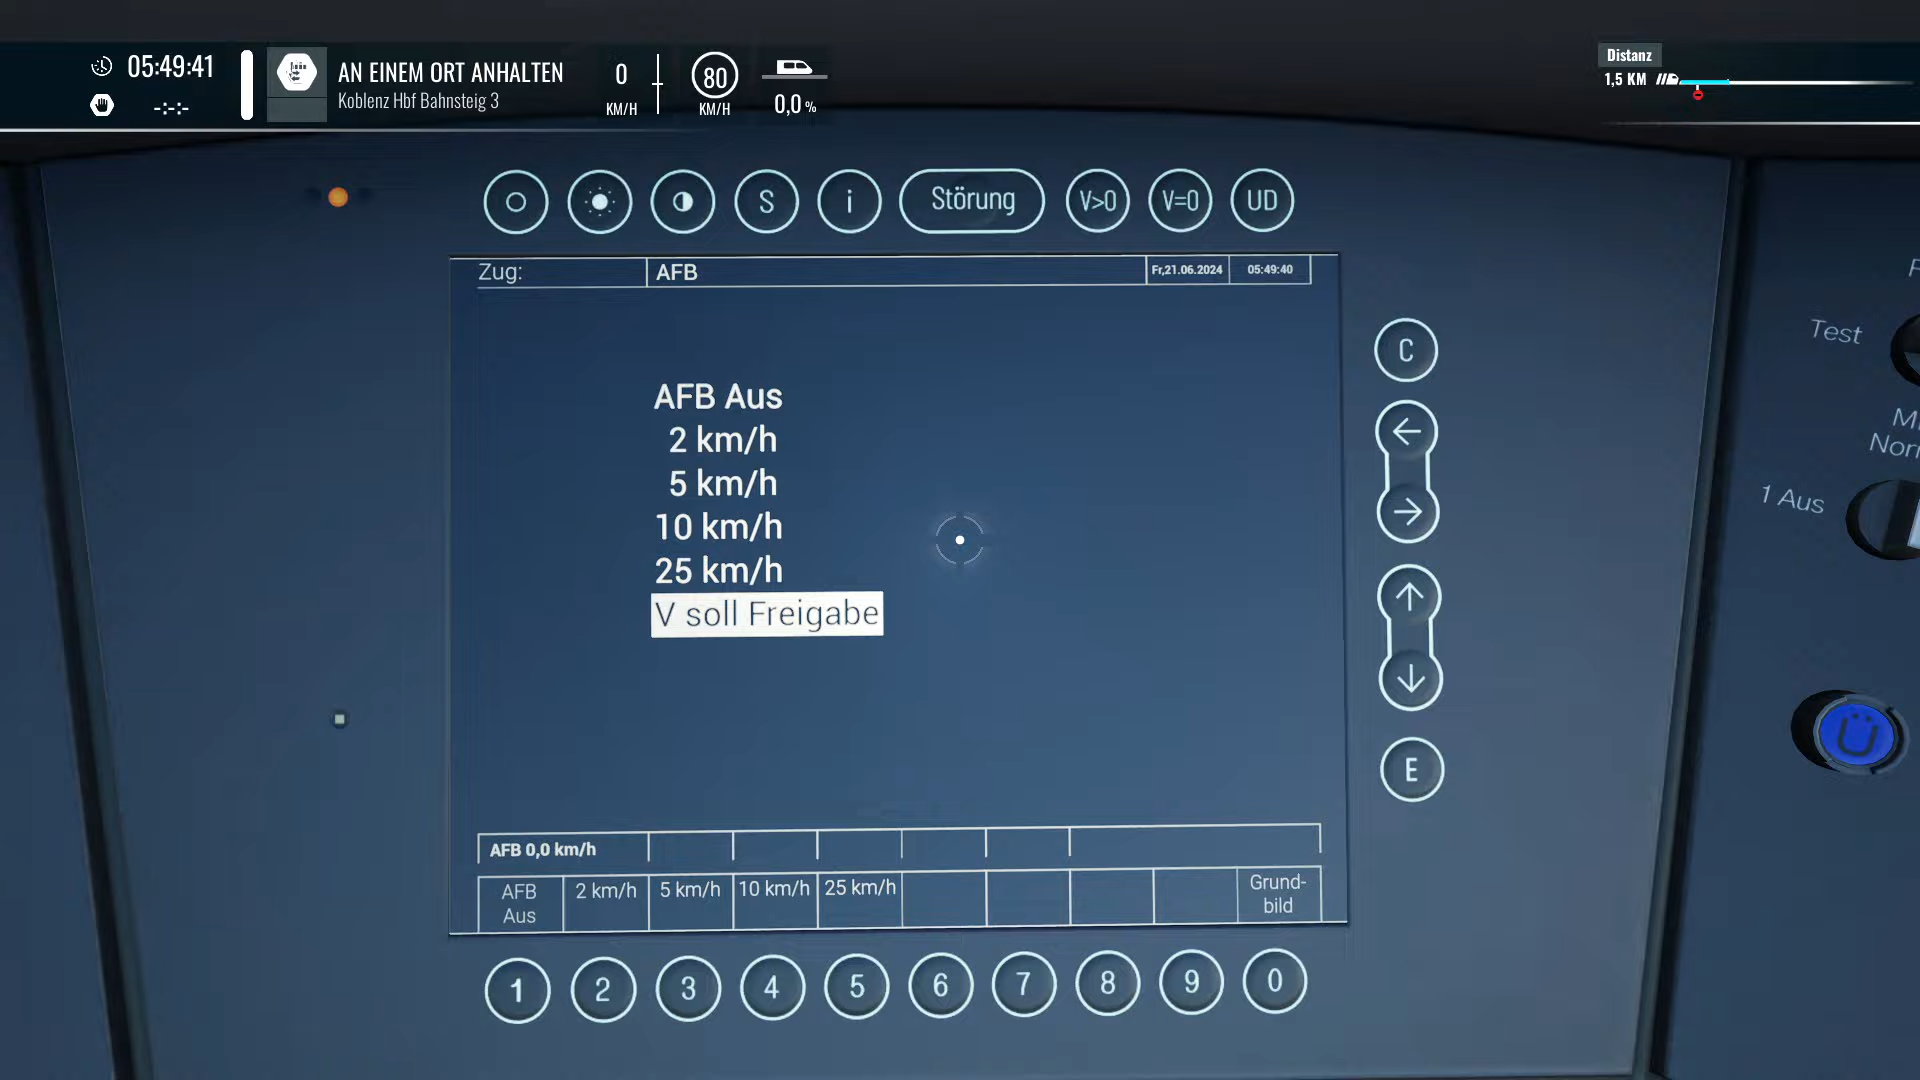 05:49:41
-:-:-
AN EINEM ORT ANHALTEN
Koblenz Hbf Bahnsteig 3
0
KM/H
80
KM/H
0,0 %
Distanz
1,5 KM
S
i
Störung
V>0
V=0
UD
Zug:
AFB
Fr,21.06.2024
05:49:40
AFB Aus
2 km/h
5 km/h
10 km/h
25 km/h
V soll Freigabe
C
E
Test
1 Aus
Ü
AFB 0,0 km/h
AFB Aus
2 km/h
5 km/h
10 km/h
25 km/h
Grund-
bild
1 2 3 4 5 6 7 8 9 0